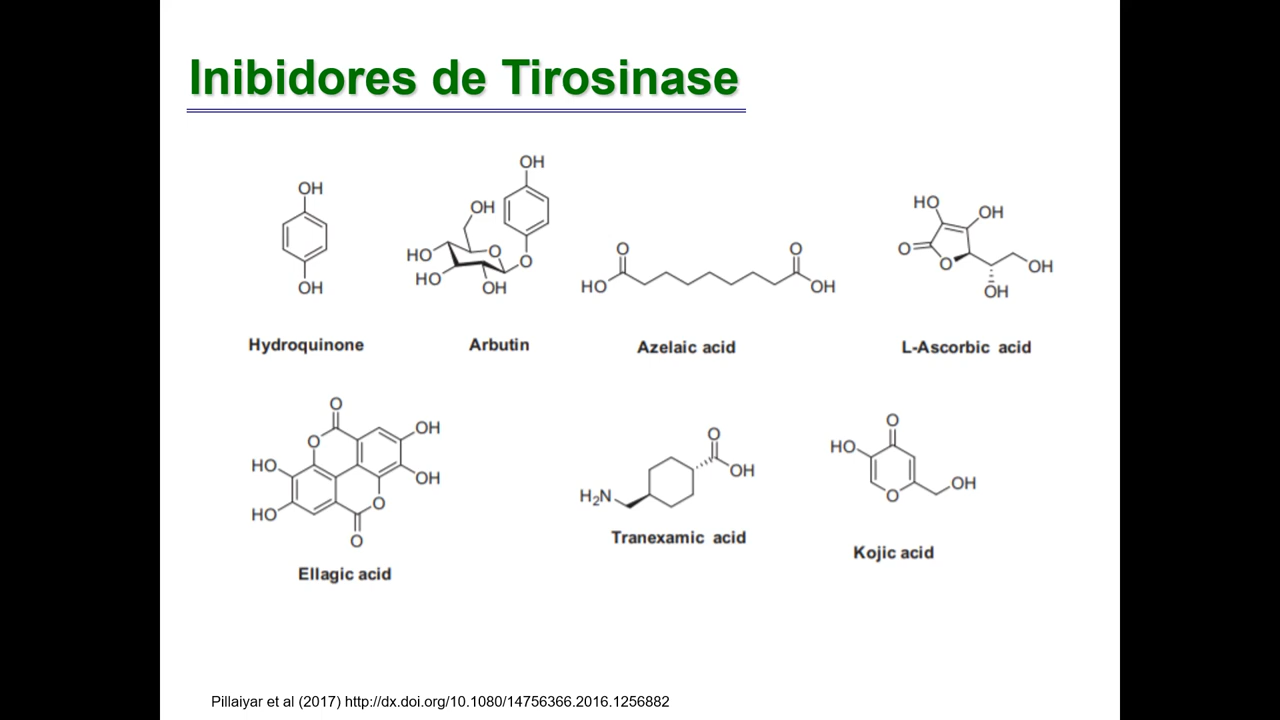 Inibidores de Tirosinase
OH
OH
Hydroquinone
OH
OH
O
HO
HO
OH
O
Arbutin
O
HO
O
OH
Azelaic acid
HO
OH
O
O
OH
OH
L-Ascorbic acid
O
O
OH
HO
OH
HO
O
O
Ellagic acid
O
OH
H2N
Tranexamic acid
O
HO
O
OH
Kojic acid
Pillaiyar et al (2017) http://dx.doi.org/10.1080/14756366.2016.1256882